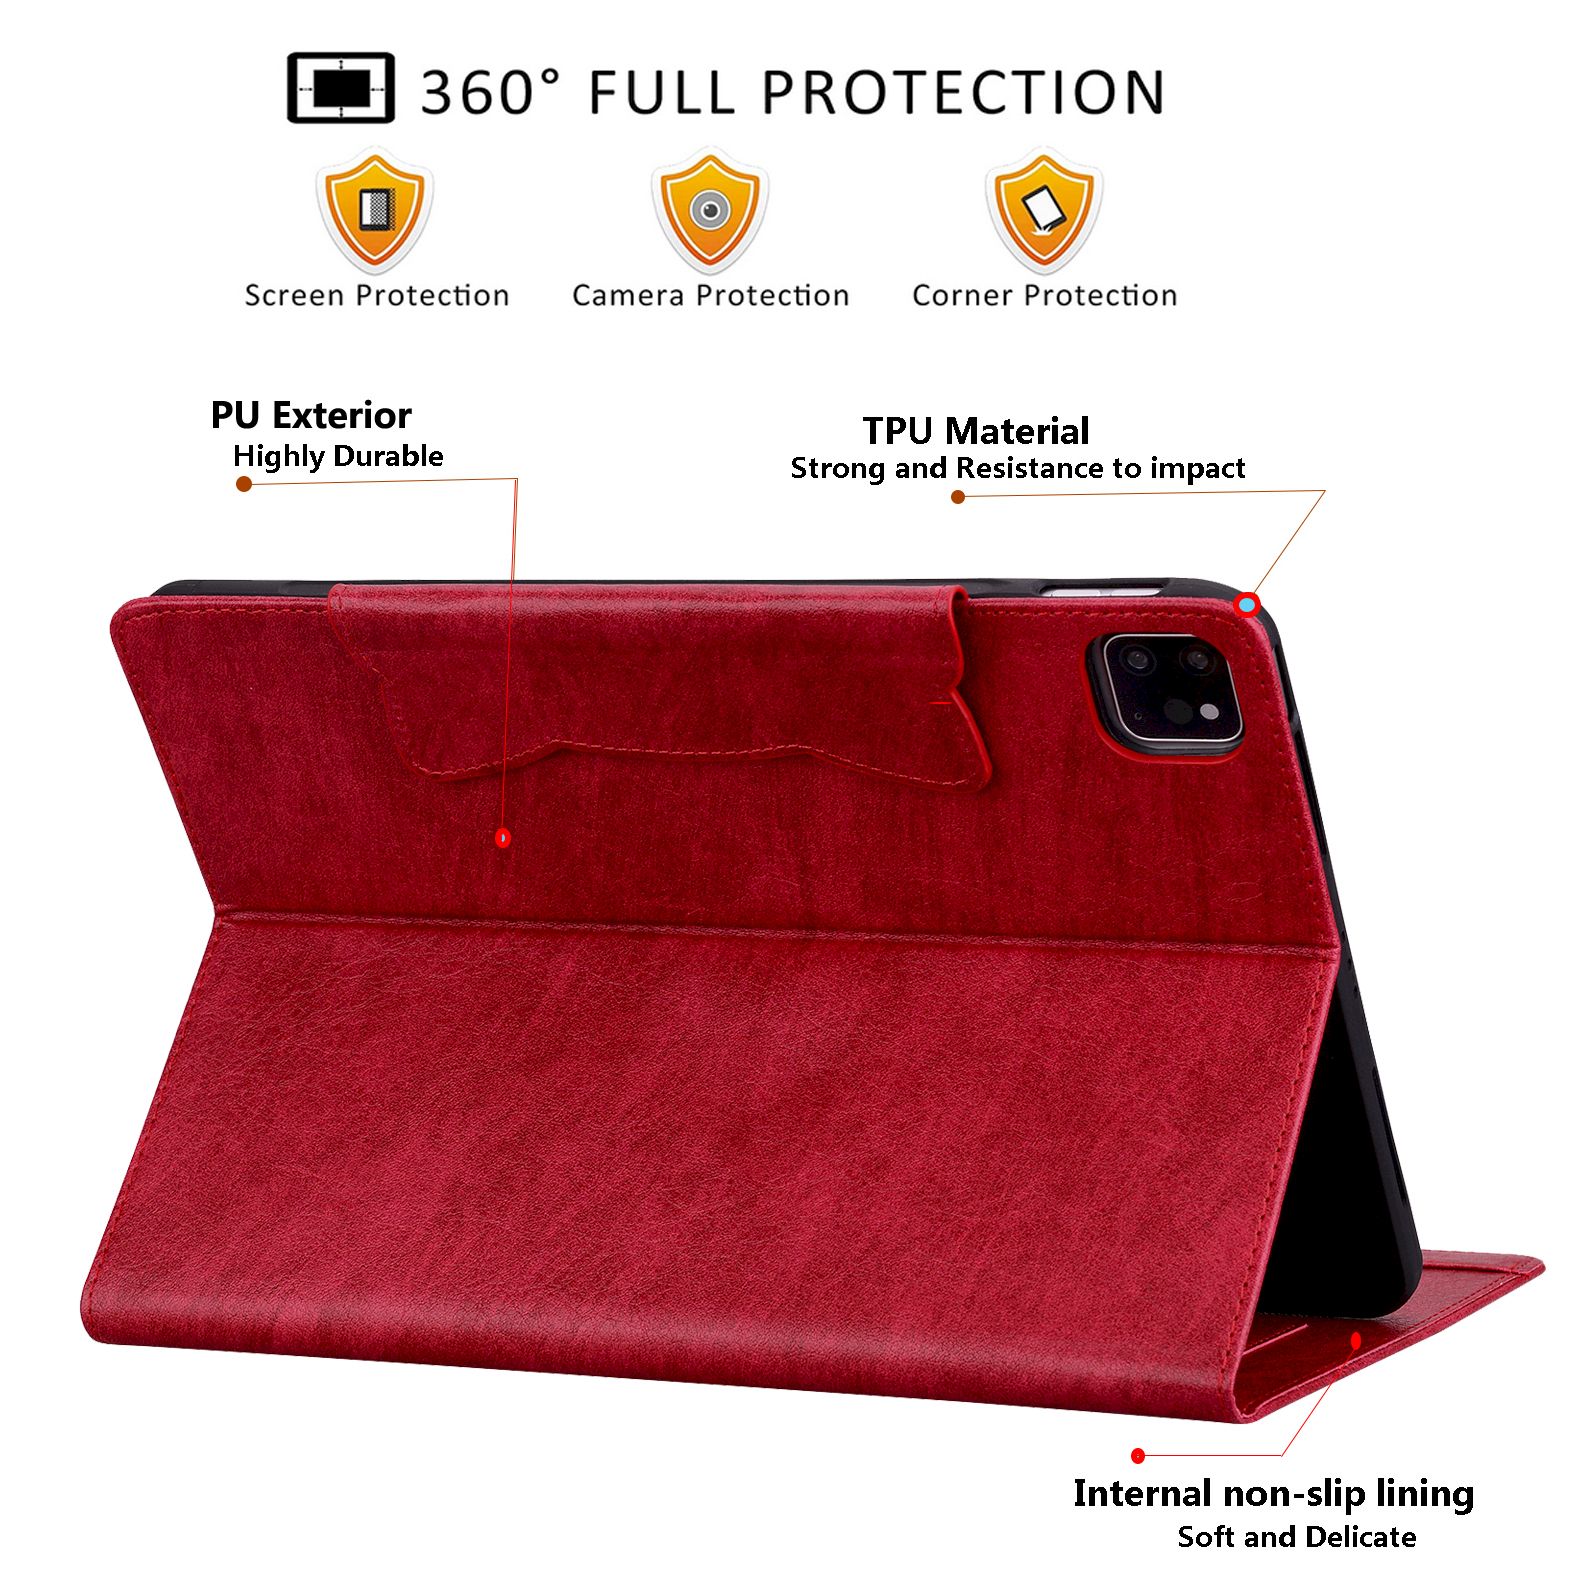 360° FULL PROTECTION
Screen Protection
Camera Protection
Corner Protection
PU Exterior
Highly Durable
TPU Material
Strong and Resistance to impact
Internal non-slip lining
Soft and Delicate